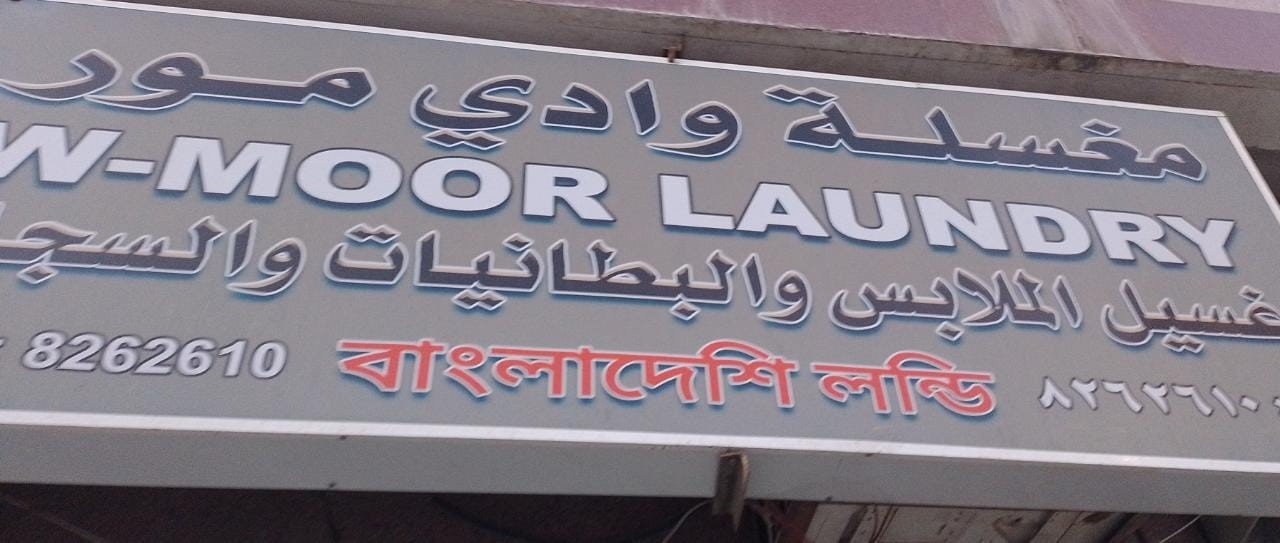 مغسلة وادي مور
W-MOOR LAUNDRY
غسيل الملابس والبطانيات والسجا
8262610
বাংলাদেশি লন্ড্রি
٨٢٦٢٦١٠